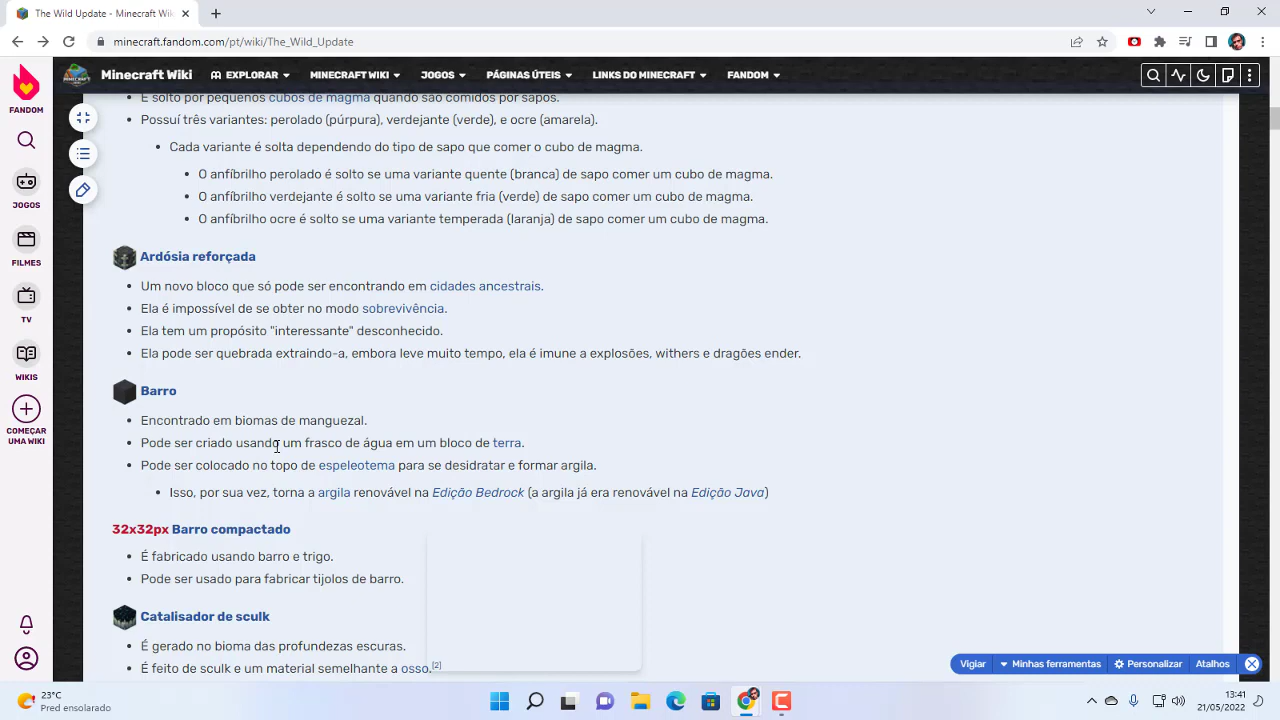 The Wild Update – Minecraft Wiki
minecraft.fandom.com/pt/wiki/The_Wild_Update
FANDOM
JOGOS
FILMES
TV
WIKIS
COMEÇAR
UMA WIKI
Minecraft Wiki
EXPLORAR
MINECRAFT WIKI
JOGOS
PÁGINAS ÚTEIS
LINKS DO MINECRAFT
FANDOM
É solto por pequenos cubos de magma quando são comidos por sapos.
Possuí três variantes: perolado (púrpura), verdejante (verde), e ocre (amarela).
Cada variante é solta dependendo do tipo de sapo que comer o cubo de magma.
O anfíbrilho perolado é solto se uma variante quente (branca) de sapo comer um cubo de magma.
O anfíbrilho verdejante é solto se uma variante fria (verde) de sapo comer um cubo de magma.
O anfíbrilho ocre é solto se uma variante temperada (laranja) de sapo comer um cubo de magma.
Ardósia reforçada
Um novo bloco que só pode ser encontrando em cidades ancestrais.
Ela é impossível de se obter no modo sobrevivência.
Ela tem um propósito "interessante" desconhecido.
Ela pode ser quebrada extraindo-a, embora leve muito tempo, ela é imune a explosões, withers e dragões ender.
Barro
Encontrado em biomas de manguezal.
Pode ser criado usando um frasco de água em um bloco de terra.
Pode ser colocado no topo de espeleotema para se desidratar e formar argila.
Isso, por sua vez, torna a argila renovável na Edição Bedrock (a argila já era renovável na Edição Java)
32x32px Barro compactado
É fabricado usando barro e trigo.
Pode ser usado para fabricar tijolos de barro.
Catalisador de sculk
É gerado no bioma das profundezas escuras.
É feito de sculk e um material semelhante a osso.[2]
Vigiar
Minhas ferramentas
Personalizar
Atalhos
23°C
Pred ensolarado
13:41
21/05/2022